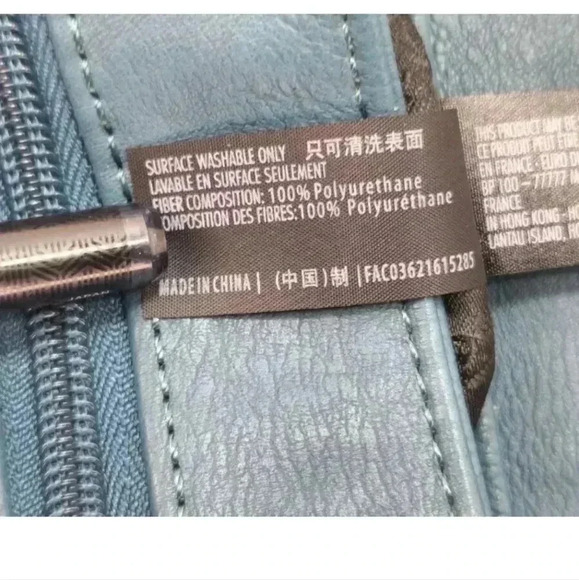 SURFACE WASHABLE ONLY 只可清洗表面
LAVABLE EN SURFACE SEULEMENT
FIBER COMPOSITION: 100% Polyurethane
COMPOSITION DES FIBRES:100% Polyuréthane
MADE IN CHINA | (中国) 制 | FAC03621615285
THIS PRODUCT MAY BE
CE PRODUIT PEUT
EN FRANCE - EURO
BP 100 - 77777 M
FRANCE
IN HONG KONG - HO
LANTAU ISLAND,